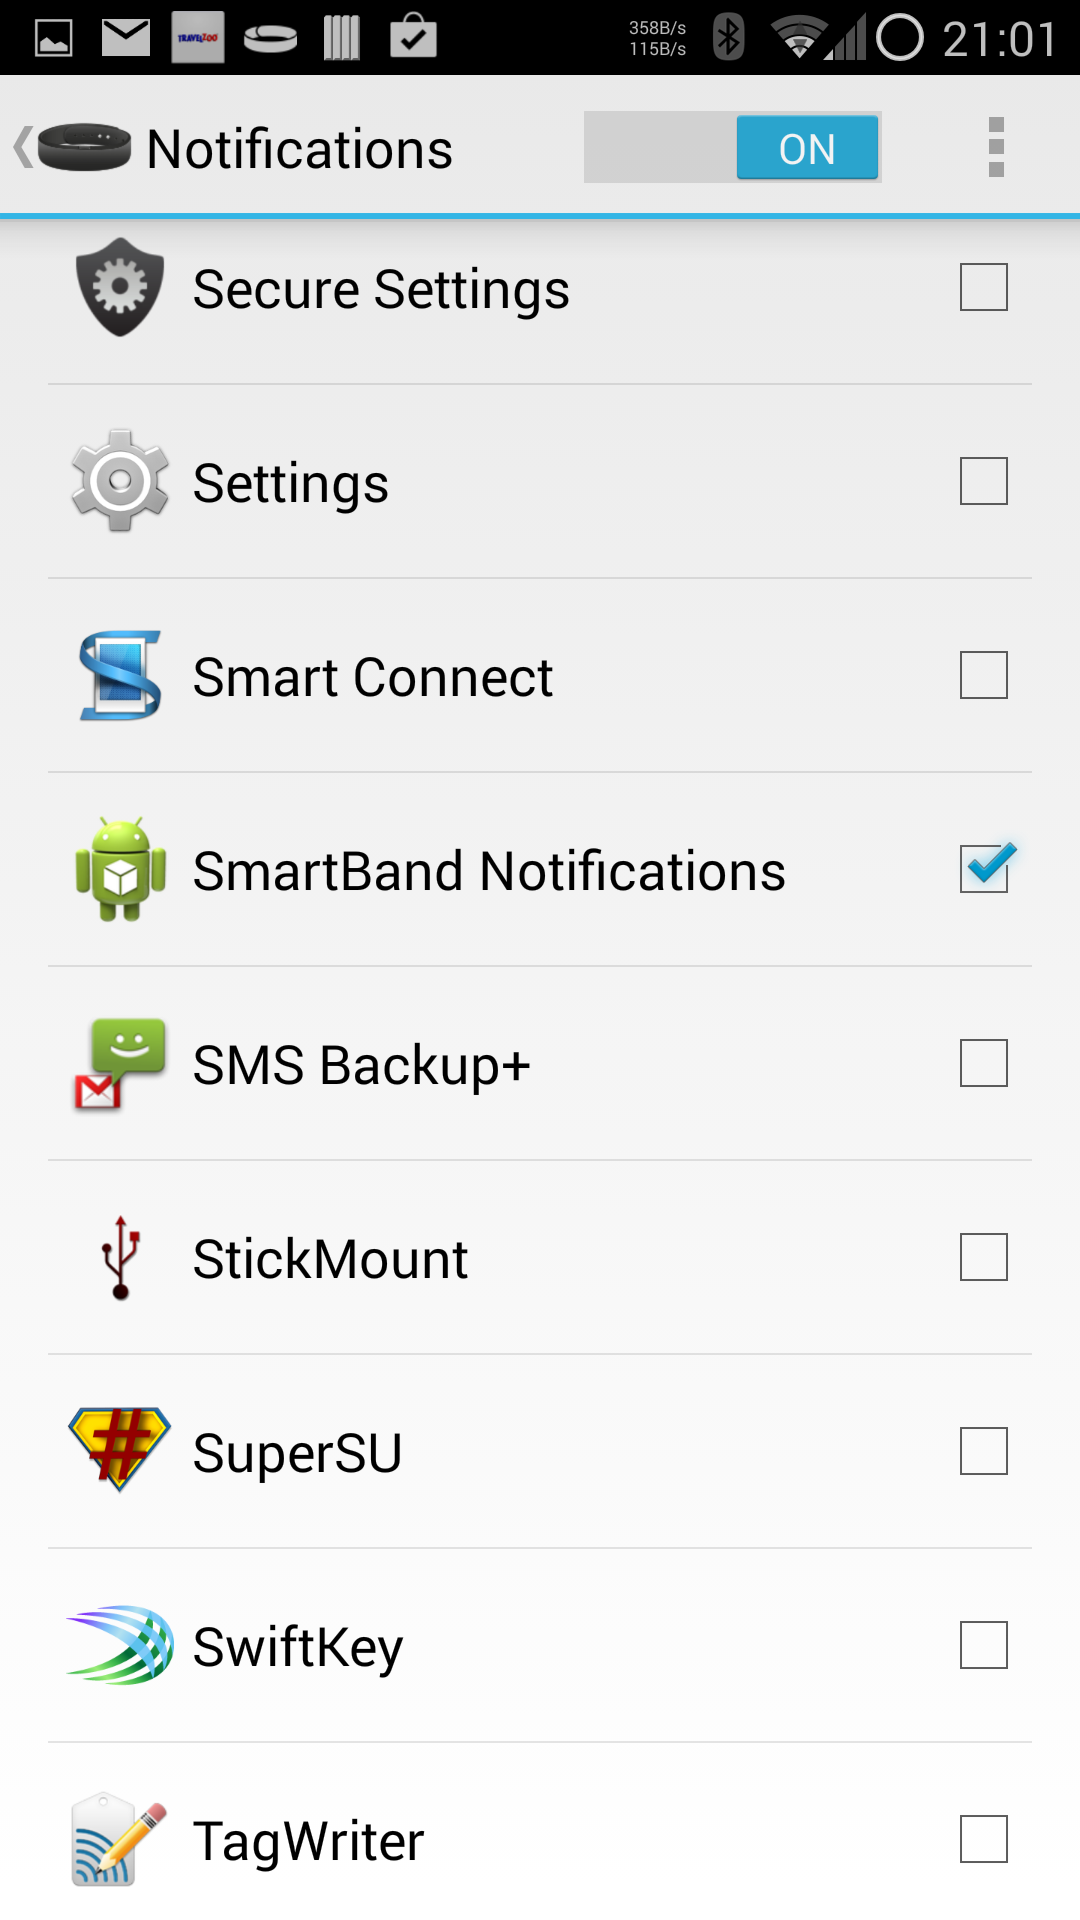 TRAVELZOO
358B/s
115B/s
21:01
Notifications
ON
Secure Settings
Settings
Smart Connect
SmartBand Notifications
SMS Backup+
StickMount
SuperSU
SwiftKey
TagWriter